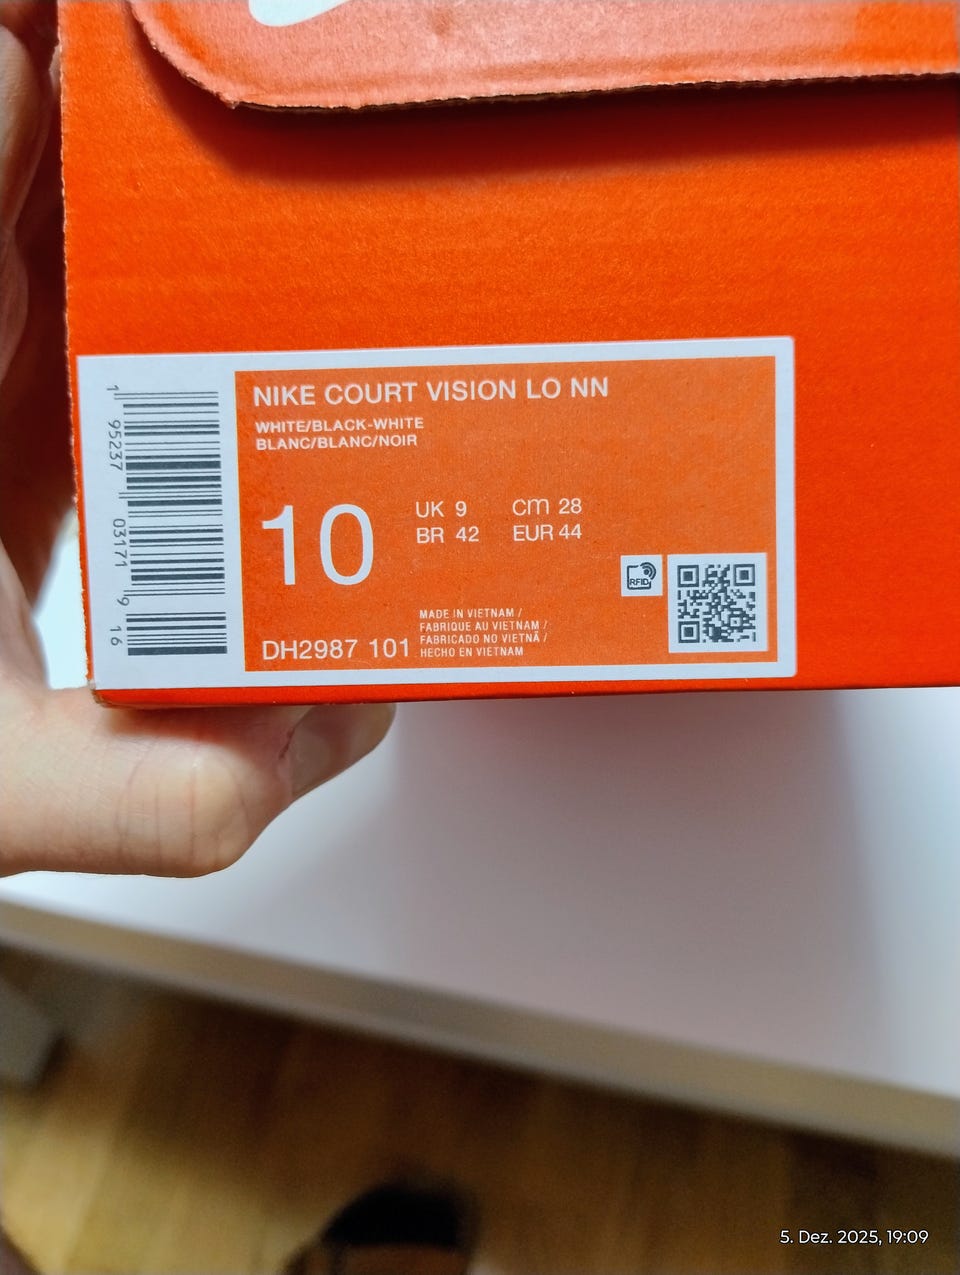 NIKE COURT VISION LO NN
WHITE/BLACK-WHITE
BLANC/BLANC/NOIR
10
UK 9
cm 28
BR 42
EUR 44
RFID
MADE IN VIETNAM /
FABRIQUE AU VIETNAM /
FABRICADO NO VIETNÃ /
HECHO EN VIETNAM
DH2987 101
1 95237 03171 9 16
5. Dez. 2025, 19:09